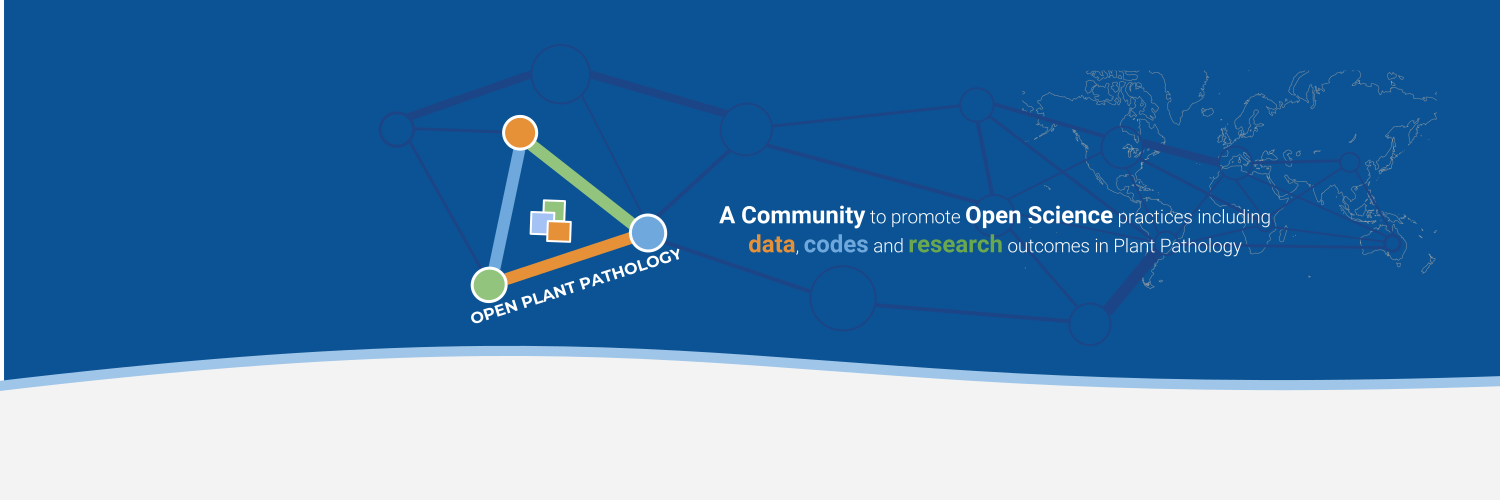 A Community to promote Open Science practices including
data, codes and research outcomes in Plant Pathology
OPEN PLANT PATHOLOGY